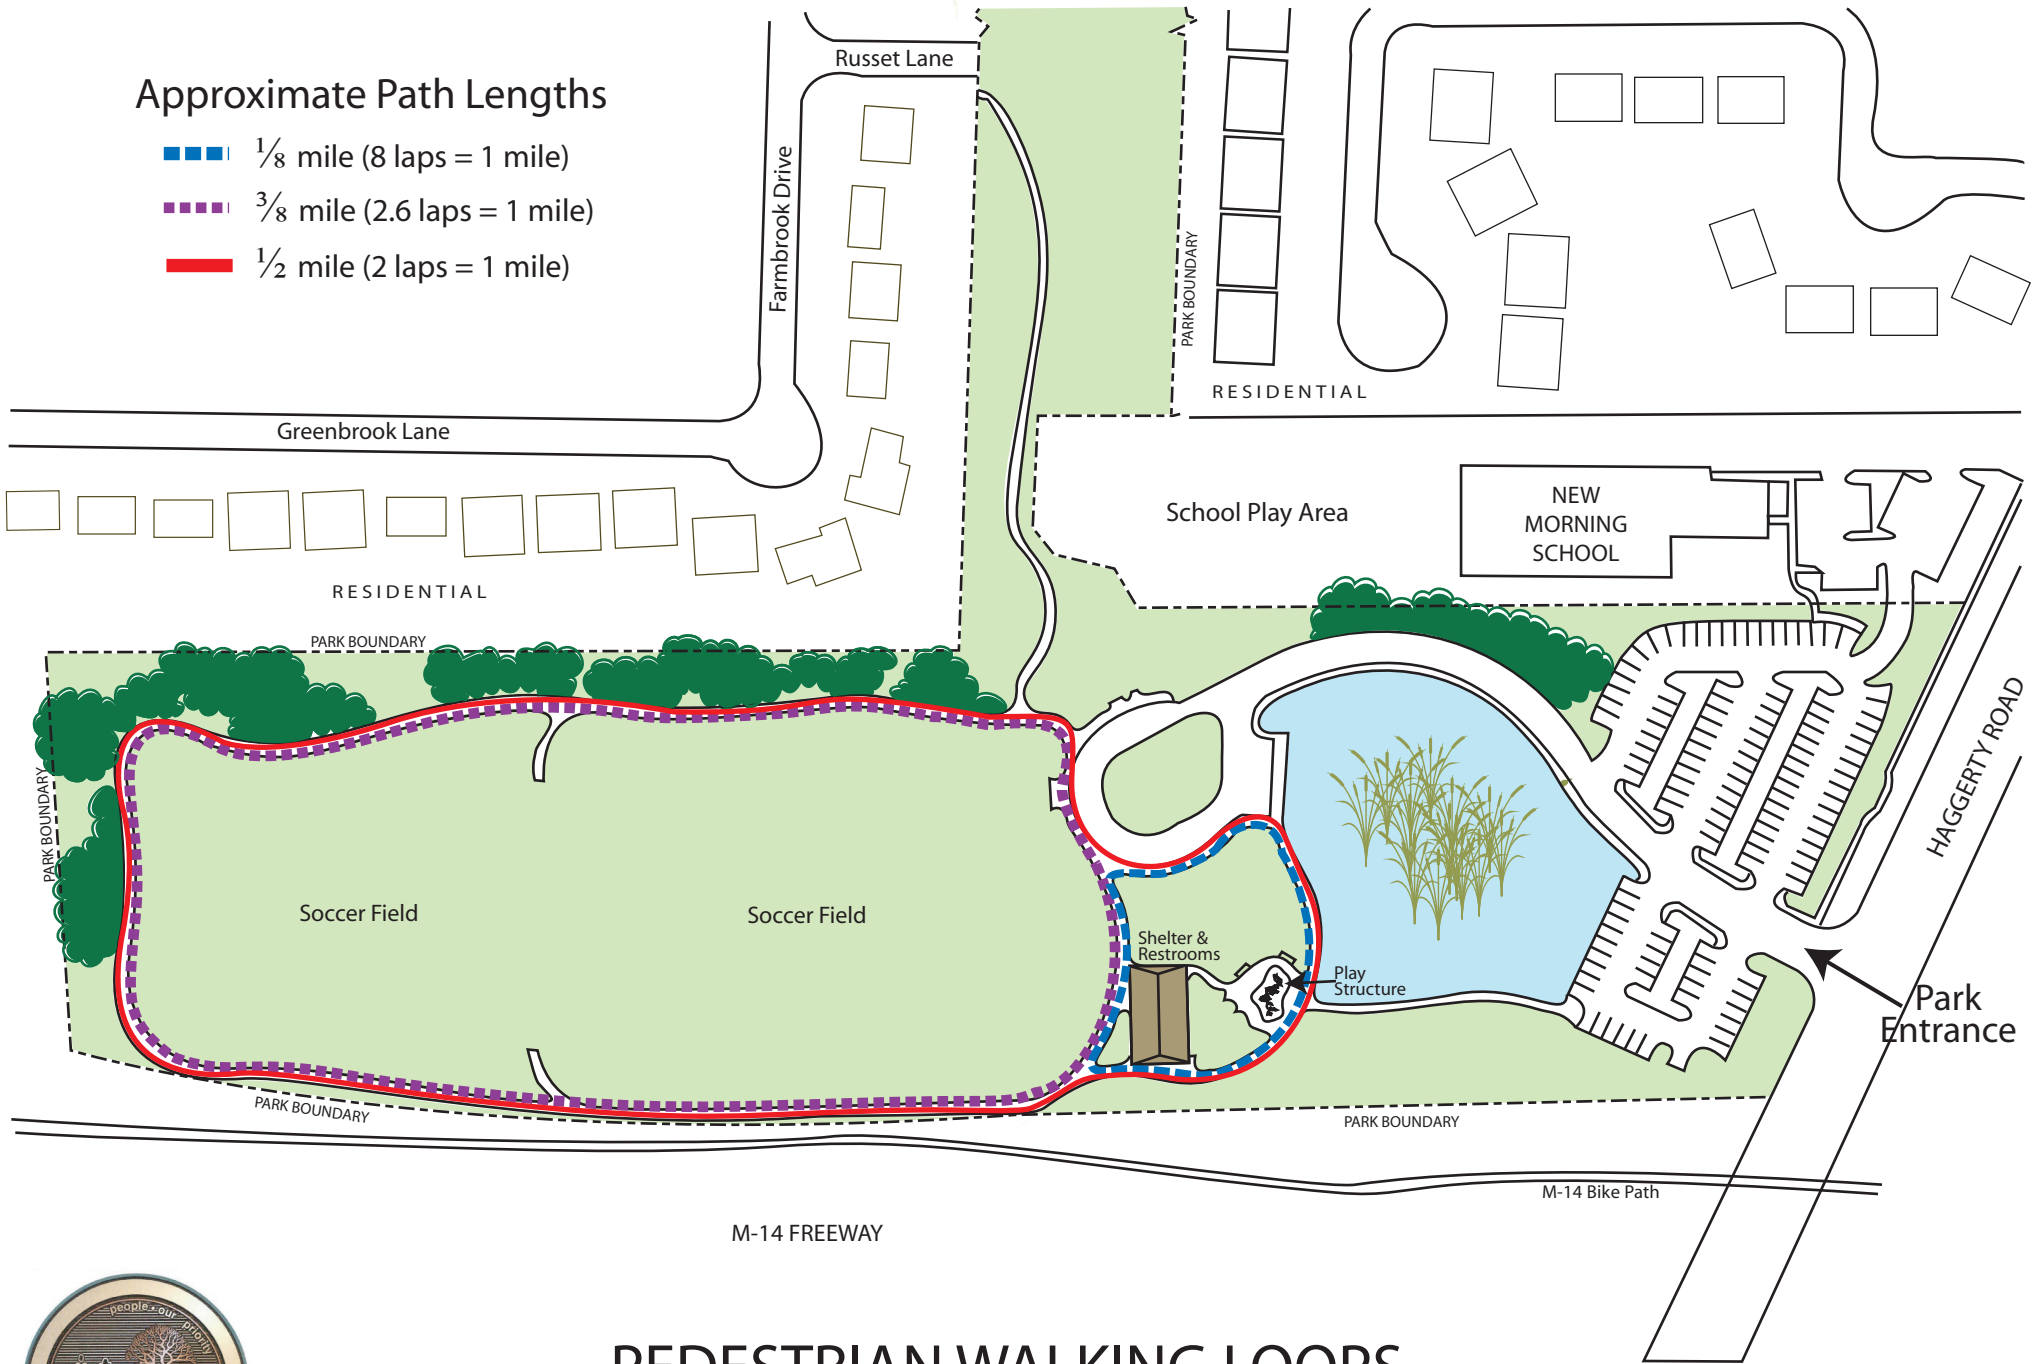 Approximate Path Lengths
⅛ mile (8 laps = 1 mile)
⅜ mile (2.6 laps = 1 mile)
½ mile (2 laps = 1 mile)
Russet Lane
Farmbrook Drive
Greenbrook Lane
RESIDENTIAL
PARK BOUNDARY
PARK BOUNDARY
RESIDENTIAL
School Play Area
NEW
MORNING
SCHOOL
PARK BOUNDARY
HAGGERTY ROAD
Soccer Field
Soccer Field
Shelter &
Restrooms
Play
Structure
Park
Entrance
PARK BOUNDARY
PARK BOUNDARY
M-14 Bike Path
M-14 FREEWAY
people • our priority
PEDESTRIAN WALKING LOOPS